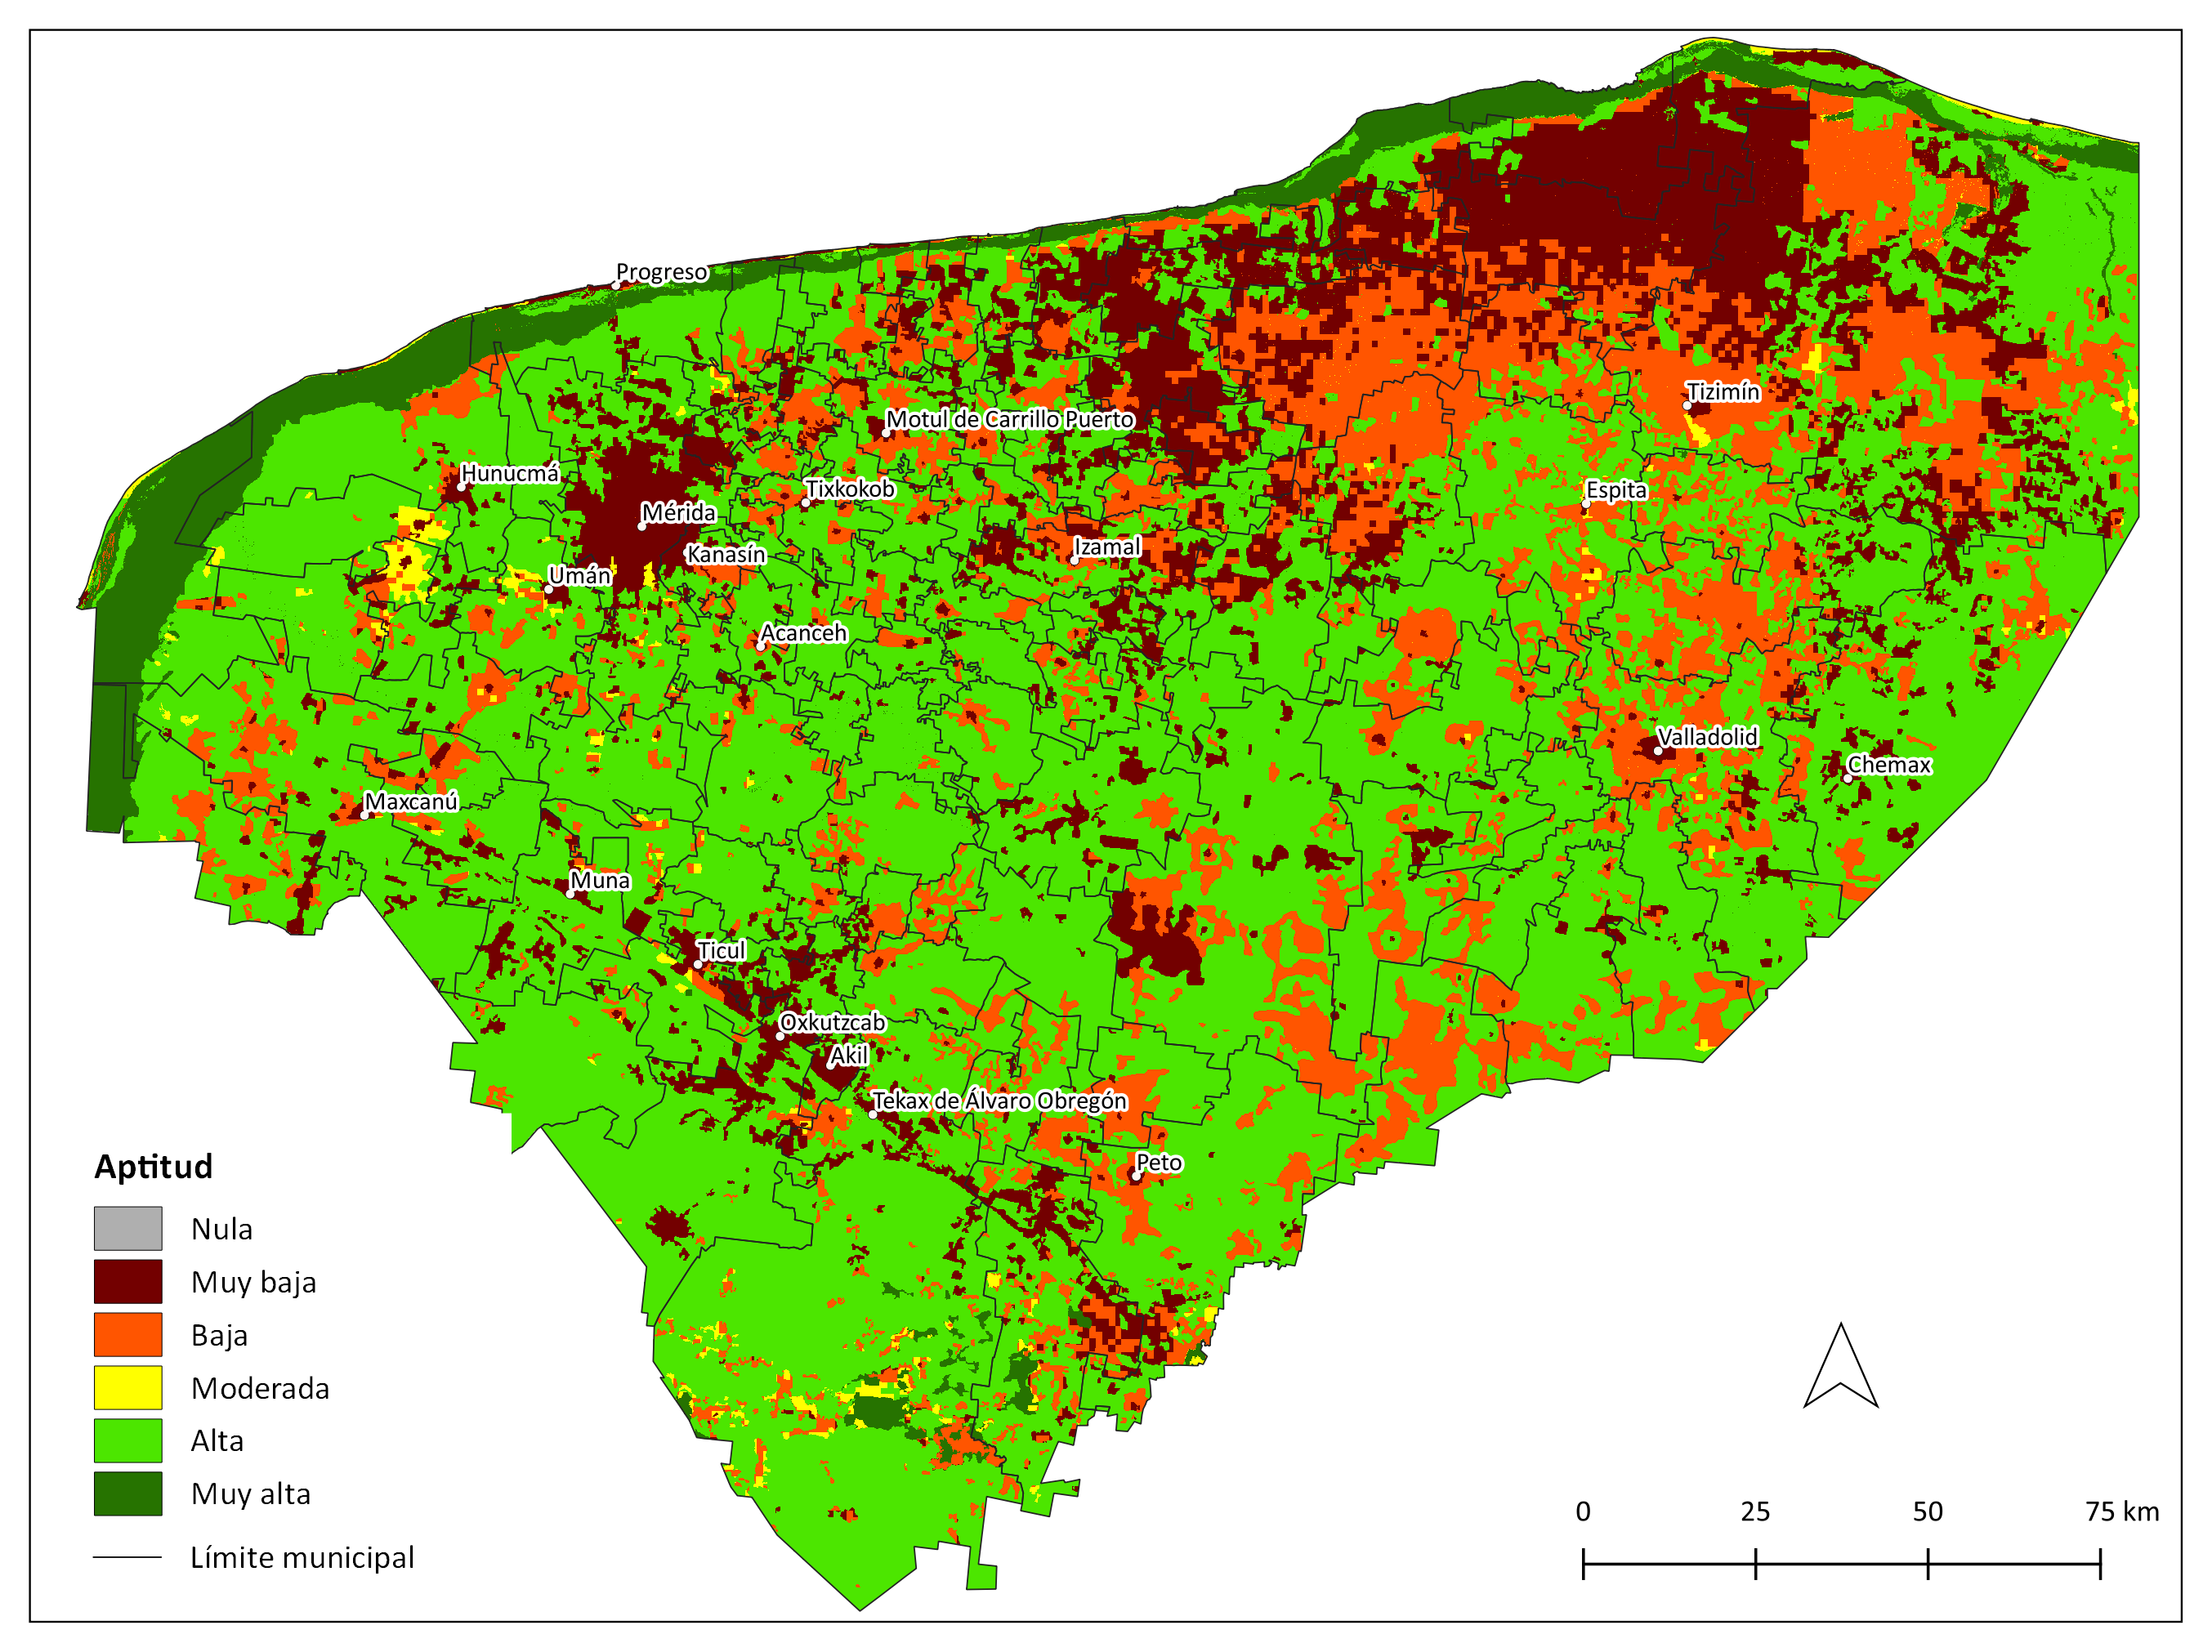 Progreso
Tizimín
Motul de Carrillo Puerto
Hunucmá
Tixkokob
Espita
Mérida
Izamal
Kanasín
Umán
Acanceh
Valladolid
Chemax
Maxcanú
Muna
Ticul
Oxkutzcab
Akil
Tekax de Álvaro Obregón
Peto
Aptitud
Nula
Muy baja
Baja
Moderada
Alta
Muy alta
Límite municipal
0 25 50 75 km